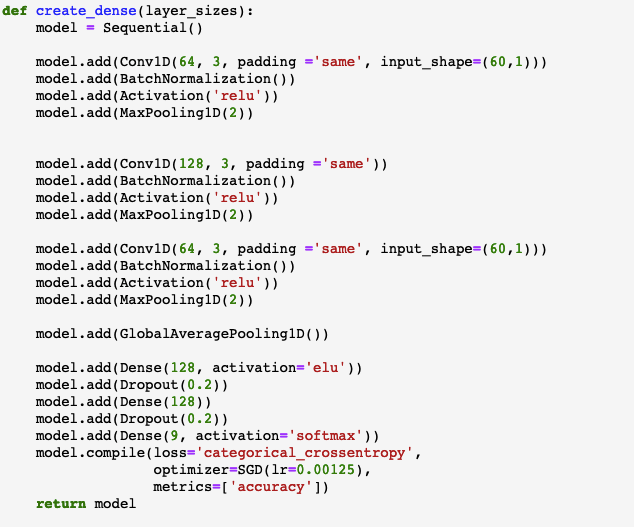 def create_dense(layer_sizes):
    model = Sequential()
    model.add(Conv1D(64, 3, padding ='same', input_shape=(60,1)))
    model.add(BatchNormalization())
    model.add(Activation('relu'))
    model.add(MaxPooling1D(2))
    model.add(Conv1D(128, 3, padding ='same'))
    model.add(BatchNormalization())
    model.add(Activation('relu'))
    model.add(MaxPooling1D(2))
    model.add(Conv1D(64, 3, padding ='same', input_shape=(60,1)))
    model.add(BatchNormalization())
    model.add(Activation('relu'))
    model.add(MaxPooling1D(2))
    model.add(GlobalAveragePooling1D())
    model.add(Dense(128, activation='elu'))
    model.add(Dropout(0.2))
    model.add(Dense(128))
    model.add(Dropout(0.2))
    model.add(Dense(9, activation='softmax'))
    model.compile(loss='categorical_crossentropy',
                  optimizer=SGD(lr=0.00125),
                  metrics=['accuracy'])
    return model